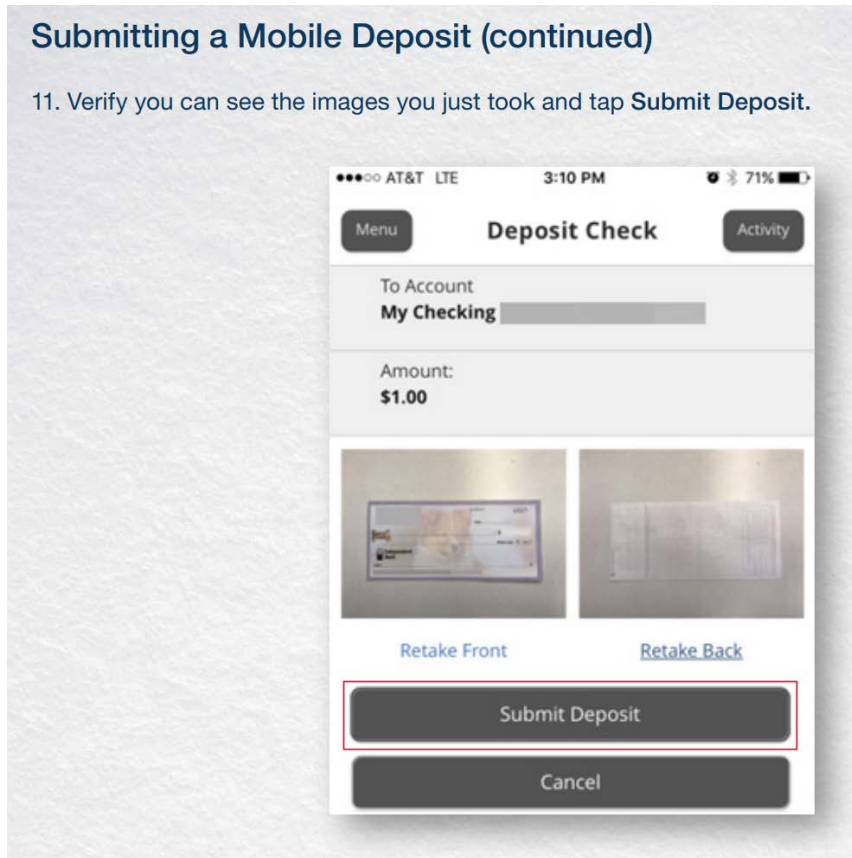 Submitting a Mobile Deposit (continued)
11. Verify you can see the images you just took and tap Submit Deposit.
AT&T LTE 3:10 PM 71%
Menu Deposit Check Activity
To Account
My Checking
Amount:
$1.00
Independent
Bank
Retake Front Retake Back
Submit Deposit
Cancel